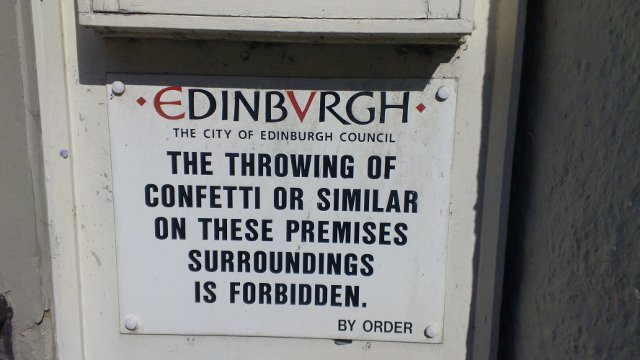 EDINBVRGH
THE CITY OF EDINBURGH COUNCIL
THE THROWING OF
CONFETTI OR SIMILAR
ON THESE PREMISES
SURROUNDINGS
IS FORBIDDEN.
BY ORDER